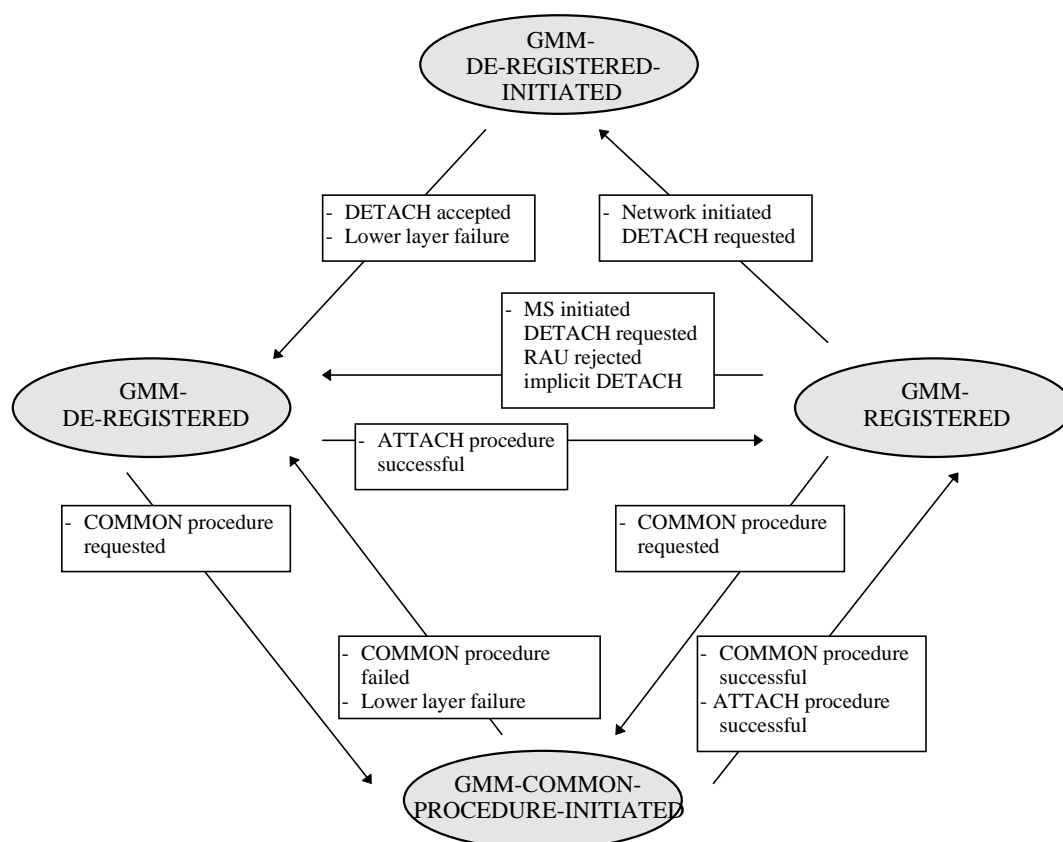 GMM-
DE-REGISTERED-
INITIATED
- DETACH accepted
- Lower layer failure
- Network initiated
DETACH requested
- MS initiated
DETACH requested
RAU rejected
implicit DETACH
GMM-
DE-REGISTERED
GMM-
REGISTERED
- ATTACH procedure
successful
- COMMON procedure
requested
- COMMON procedure
requested
- COMMON procedure
failed
- Lower layer failure
- COMMON procedure
successful
- ATTACH procedure
successful
GMM-COMMON-
PROCEDURE-INITIATED